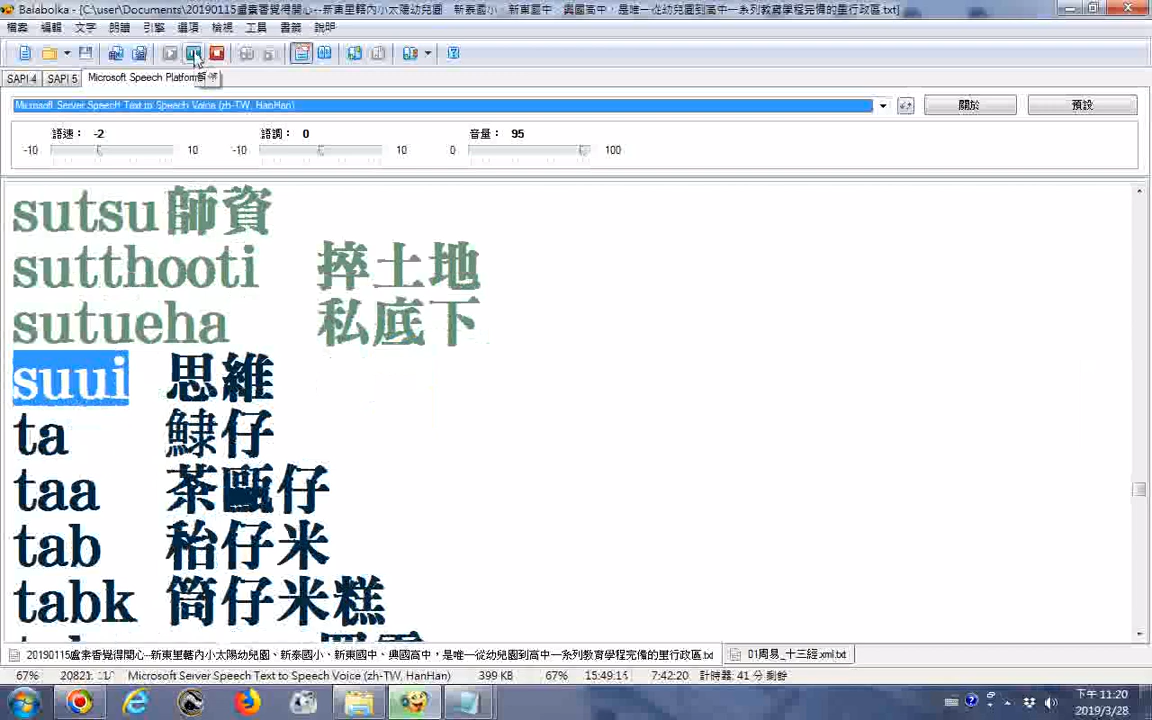 Balabolka - [C:\user\Documents\20190115盧素香覺得開心--新東里轄內小太陽幼兒園、新泰國小、新東國中、興國高中，是唯一從幼兒園到高中一系列教育學程完備的里行政區.txt]
檔案 編輯 文字 朗讀 引擎 選項 檢視 工具 書籤 說明
SAPI 4 SAPI 5 Microsoft Speech Platform
Microsoft Server Speech Text to Speech Voice (zh-TW, HanHan) 關於 預設
語速： -2 語調： 0 音量： 95
-10 10 -10 10 0 100
sutsu 師資
sutthooti 捽土地
sutueha 私底下
suui 思維
ta 鯄仔
taa 茶甌仔
tab 秮仔米
tabk 筒仔米糕
20190115盧素香覺得開心--新東里轄內小太陽幼兒園、新泰國小、新東國中、興國高中，是唯一從幼兒園到高中一系列教育學程完備的里行政區.txt 01周易_十三經.xml.txt
67% Microsoft Server Speech Text to Speech Voice (zh-TW, HanHan) 399 KB 67% 15:49:15 7:42:20 計時器: 41 分 剩餘
下午 11:20
2019/3/28